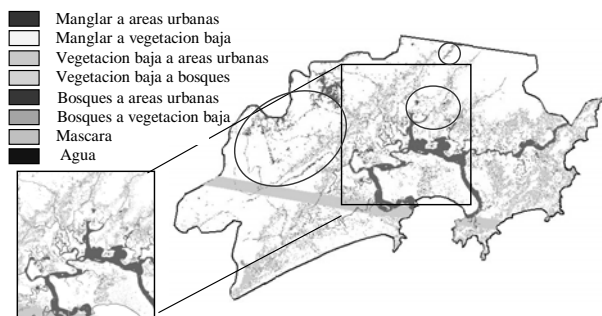 Manglar a areas urbanas
Manglar a vegetacion baja
Vegetacion baja a areas urbanas
Vegetacion baja a bosques
Bosques a areas urbanas
Bosques a vegetacion baja
Mascara
Agua